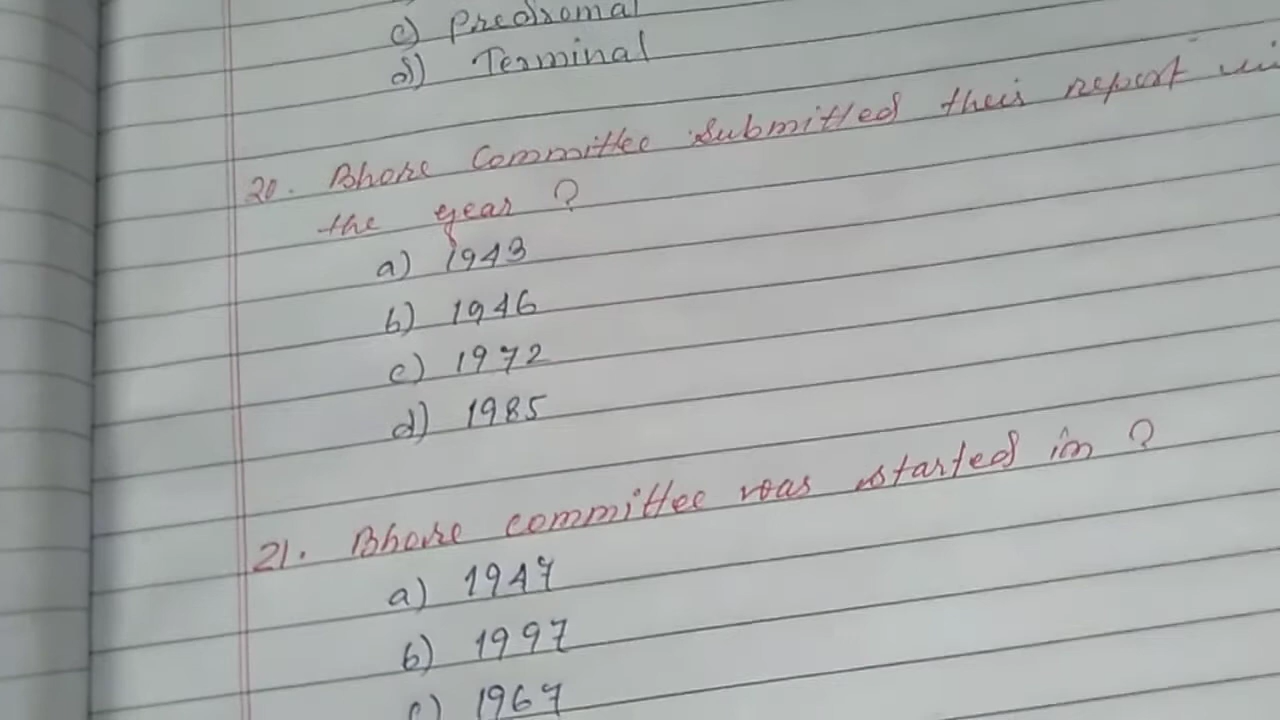 c) Prodromal
d) Terminal
20. Bhore Committee submitted their report in
the year ?
a) 1943
b) 1946
c) 1972
d) 1985
21. Bhore committee was started in ?
a) 1947
b) 1997
c) 1967